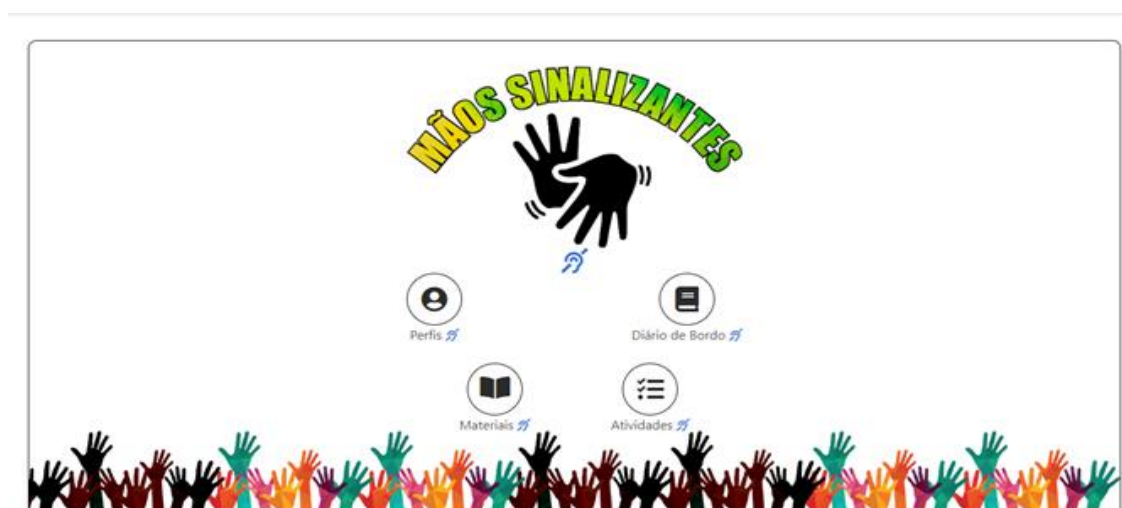 MÃOS SINALIZANTES
Perfis
Diário de Bordo
Materiais
Atividades